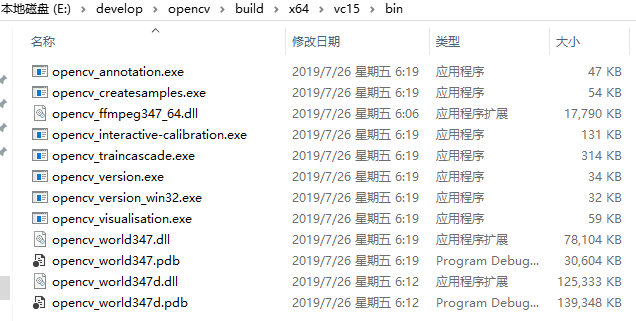 本地磁盘 (E:) › develop › opencv › build › x64 › vc15 › bin
名称 修改日期 类型 大小
opencv_annotation.exe 2019/7/26 星期五 6:19 应用程序 47 KB
opencv_createsamples.exe 2019/7/26 星期五 6:19 应用程序 54 KB
opencv_ffmpeg347_64.dll 2019/7/26 星期五 6:06 应用程序扩展 17,790 KB
opencv_interactive-calibration.exe 2019/7/26 星期五 6:19 应用程序 131 KB
opencv_traincascade.exe 2019/7/26 星期五 6:19 应用程序 314 KB
opencv_version.exe 2019/7/26 星期五 6:19 应用程序 34 KB
opencv_version_win32.exe 2019/7/26 星期五 6:19 应用程序 32 KB
opencv_visualisation.exe 2019/7/26 星期五 6:19 应用程序 59 KB
opencv_world347.dll 2019/7/26 星期五 6:19 应用程序扩展 78,104 KB
opencv_world347.pdb 2019/7/26 星期五 6:19 Program Debug... 30,604 KB
opencv_world347d.dll 2019/7/26 星期五 6:12 应用程序扩展 125,333 KB
opencv_world347d.pdb 2019/7/26 星期五 6:12 Program Debug... 139,348 KB